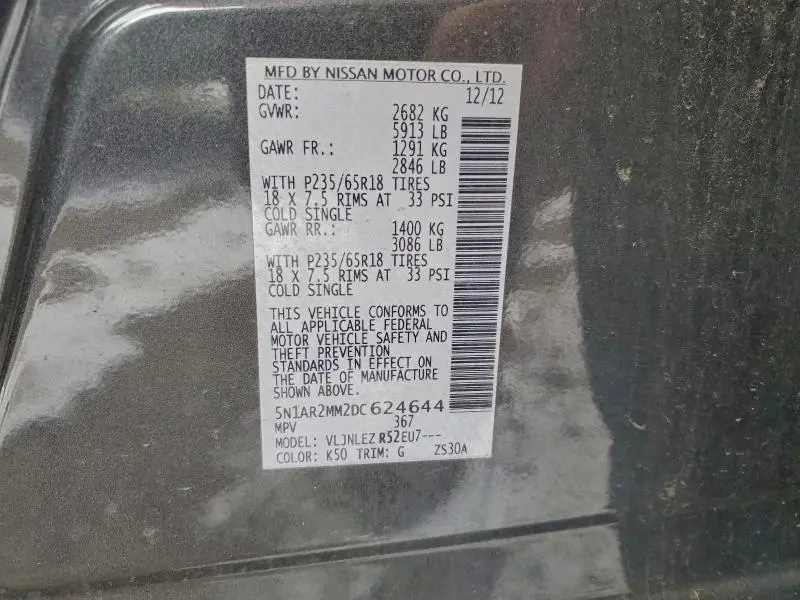 MFD BY NISSAN MOTOR CO., LTD.
DATE: 12/12
GVWR: 2682 KG
5913 LB
GAWR FR.: 1291 KG
2846 LB
WITH P235/65R18 TIRES
18 X 7.5 RIMS AT 33 PSI
COLD SINGLE
GAWR RR.: 1400 KG
3086 LB
WITH P235/65R18 TIRES
18 X 7.5 RIMS AT 33 PSI
COLD SINGLE
THIS VEHICLE CONFORMS TO
ALL APPLICABLE FEDERAL
MOTOR VEHICLE SAFETY AND
THEFT PREVENTION
STANDARDS IN EFFECT ON
THE DATE OF MANUFACTURE
SHOWN ABOVE.
5N1AR2MM2DC624644
MPV 367
MODEL: VLJNLEZ R52EU7---
COLOR: K50 TRIM: G ZS30A